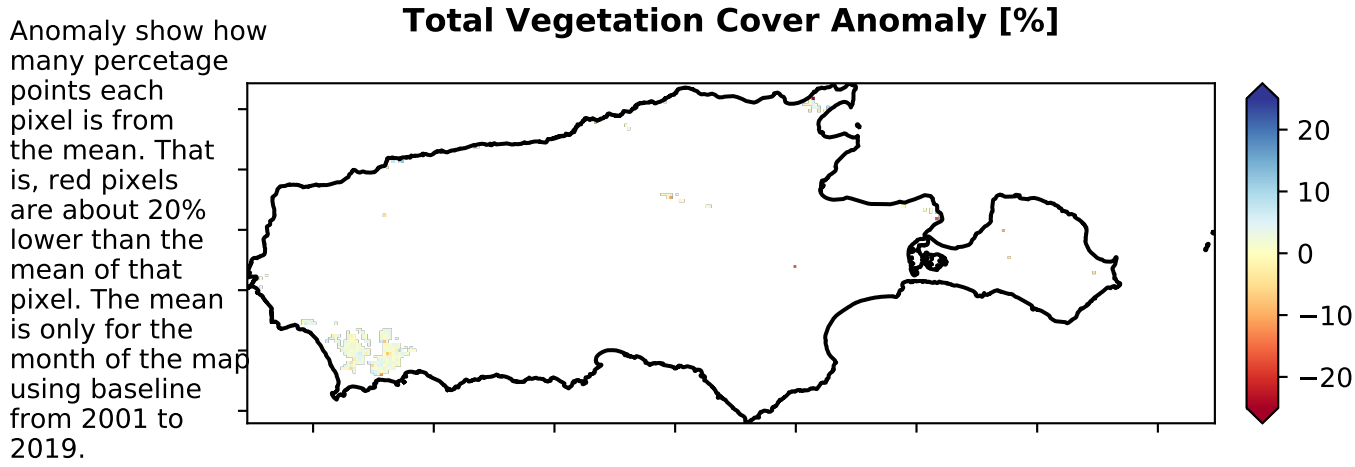 Total Vegetation Cover Anomaly [%]
Anomaly show how
many percetage
points each
pixel is from
the mean. That
is, red pixels
are about 20%
lower than the
mean of that
pixel. The mean
is only for the
month of the map
using baseline
from 2001 to
2019.
20
10
0
−10
−20